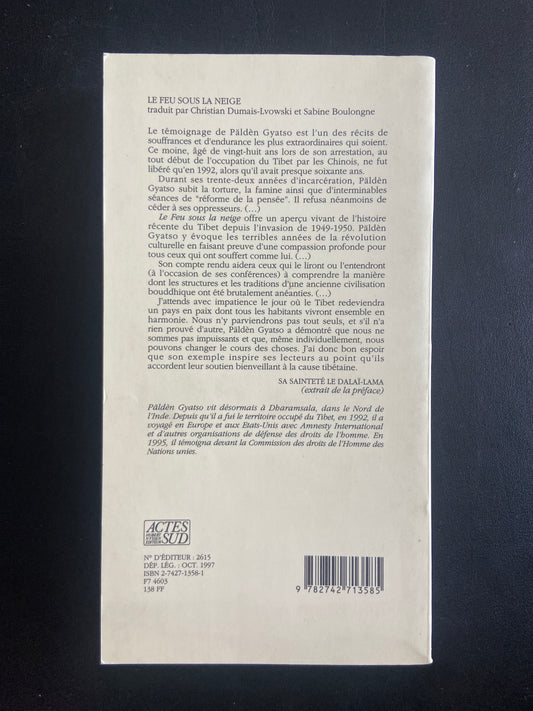 LE FEU SOUS LA NEIGE
traduit par Christian Dumais-Lvowski et Sabine Boulongne
Le témoignage de Päldèn Gyatso est l'un des récits de
souffrances et d'endurance les plus extraordinaires qui soient.
Ce moine, âgé de vingt-huit ans lors de son arrestation, au
tout début de l'occupation du Tibet par les Chinois, ne fut
libéré qu'en 1992, alors qu'il avait presque soixante ans.
Durant ses trente-deux années d'incarcération, Päldèn
Gyatso subit la torture, la famine ainsi que d'interminables
séances de "réforme de la pensée". Il refusa néanmoins de
céder à ses oppresseurs. (...)
Le Feu sous la neige offre un aperçu vivant de l'histoire
récente du Tibet depuis l'invasion de 1949-1950. Päldèn
Gyatso y évoque les terribles années de la révolution
culturelle en faisant preuve d'une compassion profonde pour
tous ceux qui ont souffert comme lui. (...)
Son compte rendu aidera ceux qui le liront ou l'entendront
(à l'occasion de ses conférences) à comprendre la manière
dont les structures et les traditions d'une ancienne civilisation
bouddhique ont été brutalement anéanties. (...)
J'attends avec impatience le jour où le Tibet redeviendra
un pays en paix dont tous les habitants vivront ensemble en
harmonie. Nous n'y parviendrons pas tout seuls, et s'il n'a
rien prouvé d'autre, Päldèn Gyatso a démontré que nous ne
sommes pas impuissants et que, même individuellement, nous
pouvons changer le cours des choses. J'ai donc bon espoir
que son exemple inspire ses lecteurs au point qu'ils
accordent leur soutien bienveillant à la cause tibétaine.
SA SAINTETÉ LE DALAÏ-LAMA
(extrait de la préface)
Päldèn Gyatso vit désormais à Dharamsala, dans le Nord de
l'Inde. Depuis qu'il a fui le territoire occupé du Tibet, en 1992, il a
voyagé en Europe et aux Etats-Unis avec Amnesty International
et d'autres organisations de défense des droits de l'homme. En
1995, il témoigna devant la Commission des droits de l'Homme des
Nations unies.
ACTES
SUD
N° D'ÉDITEUR : 2615
DÉP. LÉG. : OCT. 1997
ISBN 2-7427-1358-1
F7 4603
138 FF
9 782742 713585